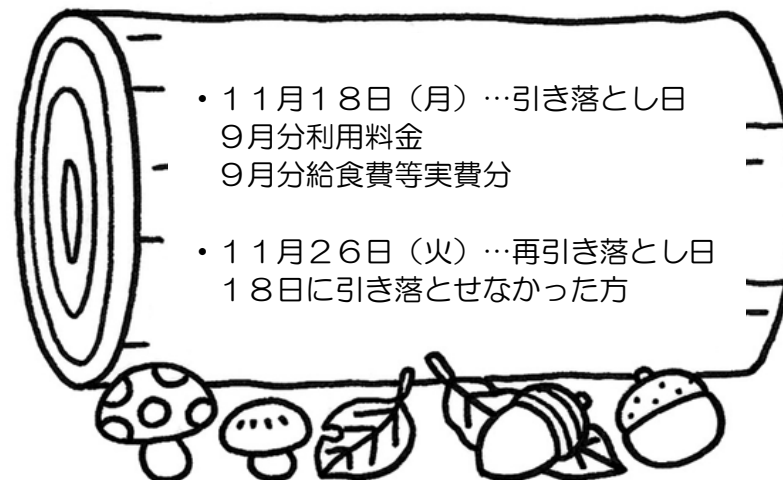 ・１１月１８日（月）…引き落とし日
９月分利用料金
９月分給食費等実費分
・１１月２６日（火）…再引き落とし日
１８日に引き落とせなかった方